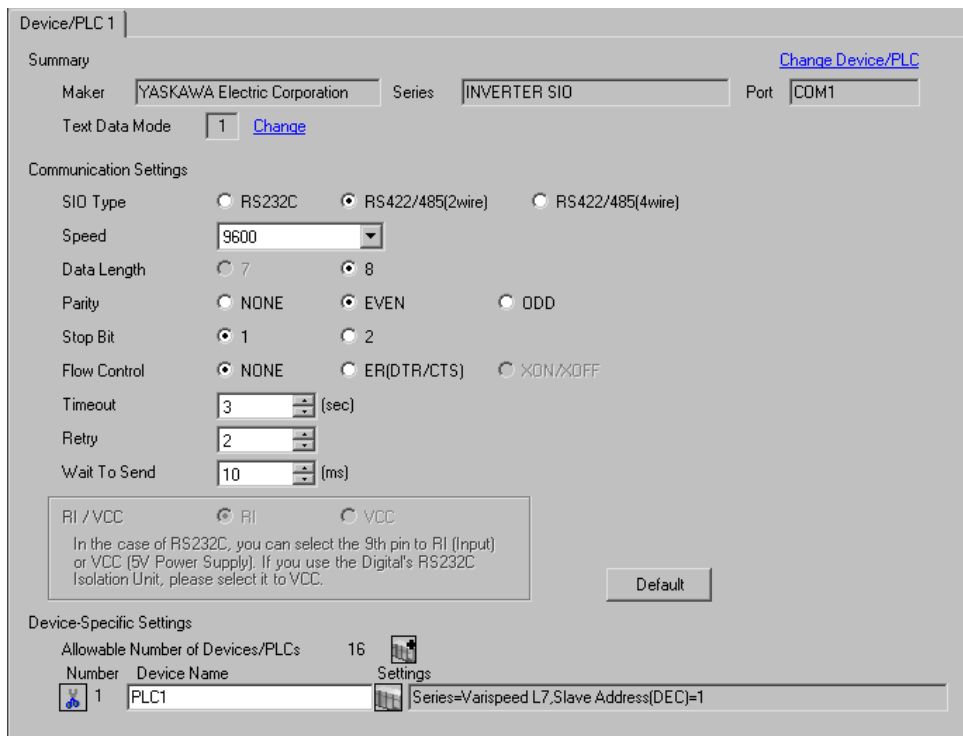 Device/PLC 1
Summary
Change Device/PLC
Maker YASKAWA Electric Corporation Series INVERTER SIO Port COM1
Text Data Mode 1 Change
Communication Settings
SIO Type RS232C RS422/485(2wire) RS422/485(4wire)
Speed 9600
Data Length 7 8
Parity NONE EVEN ODD
Stop Bit 1 2
Flow Control NONE ER(DTR/CTS) XON/XOFF
Timeout 3 (sec)
Retry 2
Wait To Send 10 (ms)
RI / VCC RI VCC
In the case of RS232C, you can select the 9th pin to RI (Input)
or VCC (5V Power Supply). If you use the Digital's RS232C
Isolation Unit, please select it to VCC.
Default
Device-Specific Settings
Allowable Number of Devices/PLCs 16
Number Device Name Settings
1 PLC1 Series=Varispeed L7,Slave Address(DEC)=1